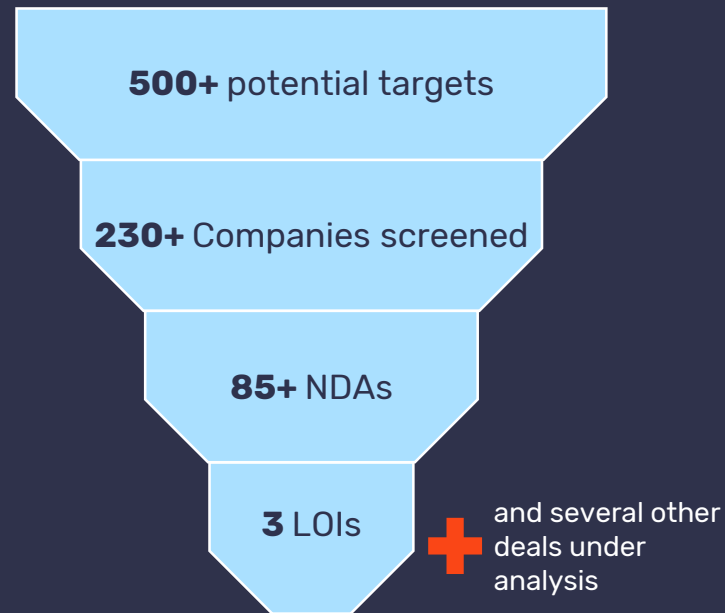 500+ potential targets
230+ Companies screened
85+ NDAs
3 LOIs
and several other
deals under
analysis